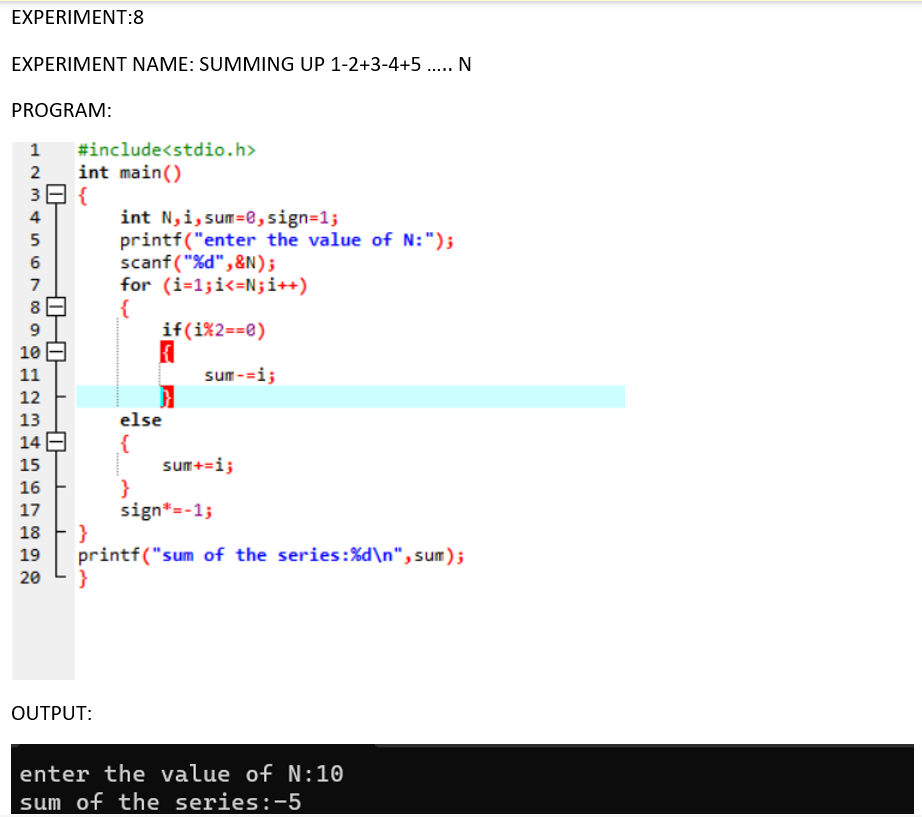 EXPERIMENT:8
EXPERIMENT NAME: SUMMING UP 1-2+3-4+5 ….. N
PROGRAM:
1 #include<stdio.h>
2 int main()
3 {
4 int N,i,sum=0,sign=1;
5 printf("enter the value of N:");
6 scanf("%d",&N);
7 for (i=1;i<=N;i++)
8 {
9 if(i%2==0)
10 {
11 sum-=i;
12 }
13 else
14 {
15 sum+=i;
16 }
17 sign*=-1;
18 }
19 printf("sum of the series:%d\n",sum);
20 }
OUTPUT:
enter the value of N:10
sum of the series:-5